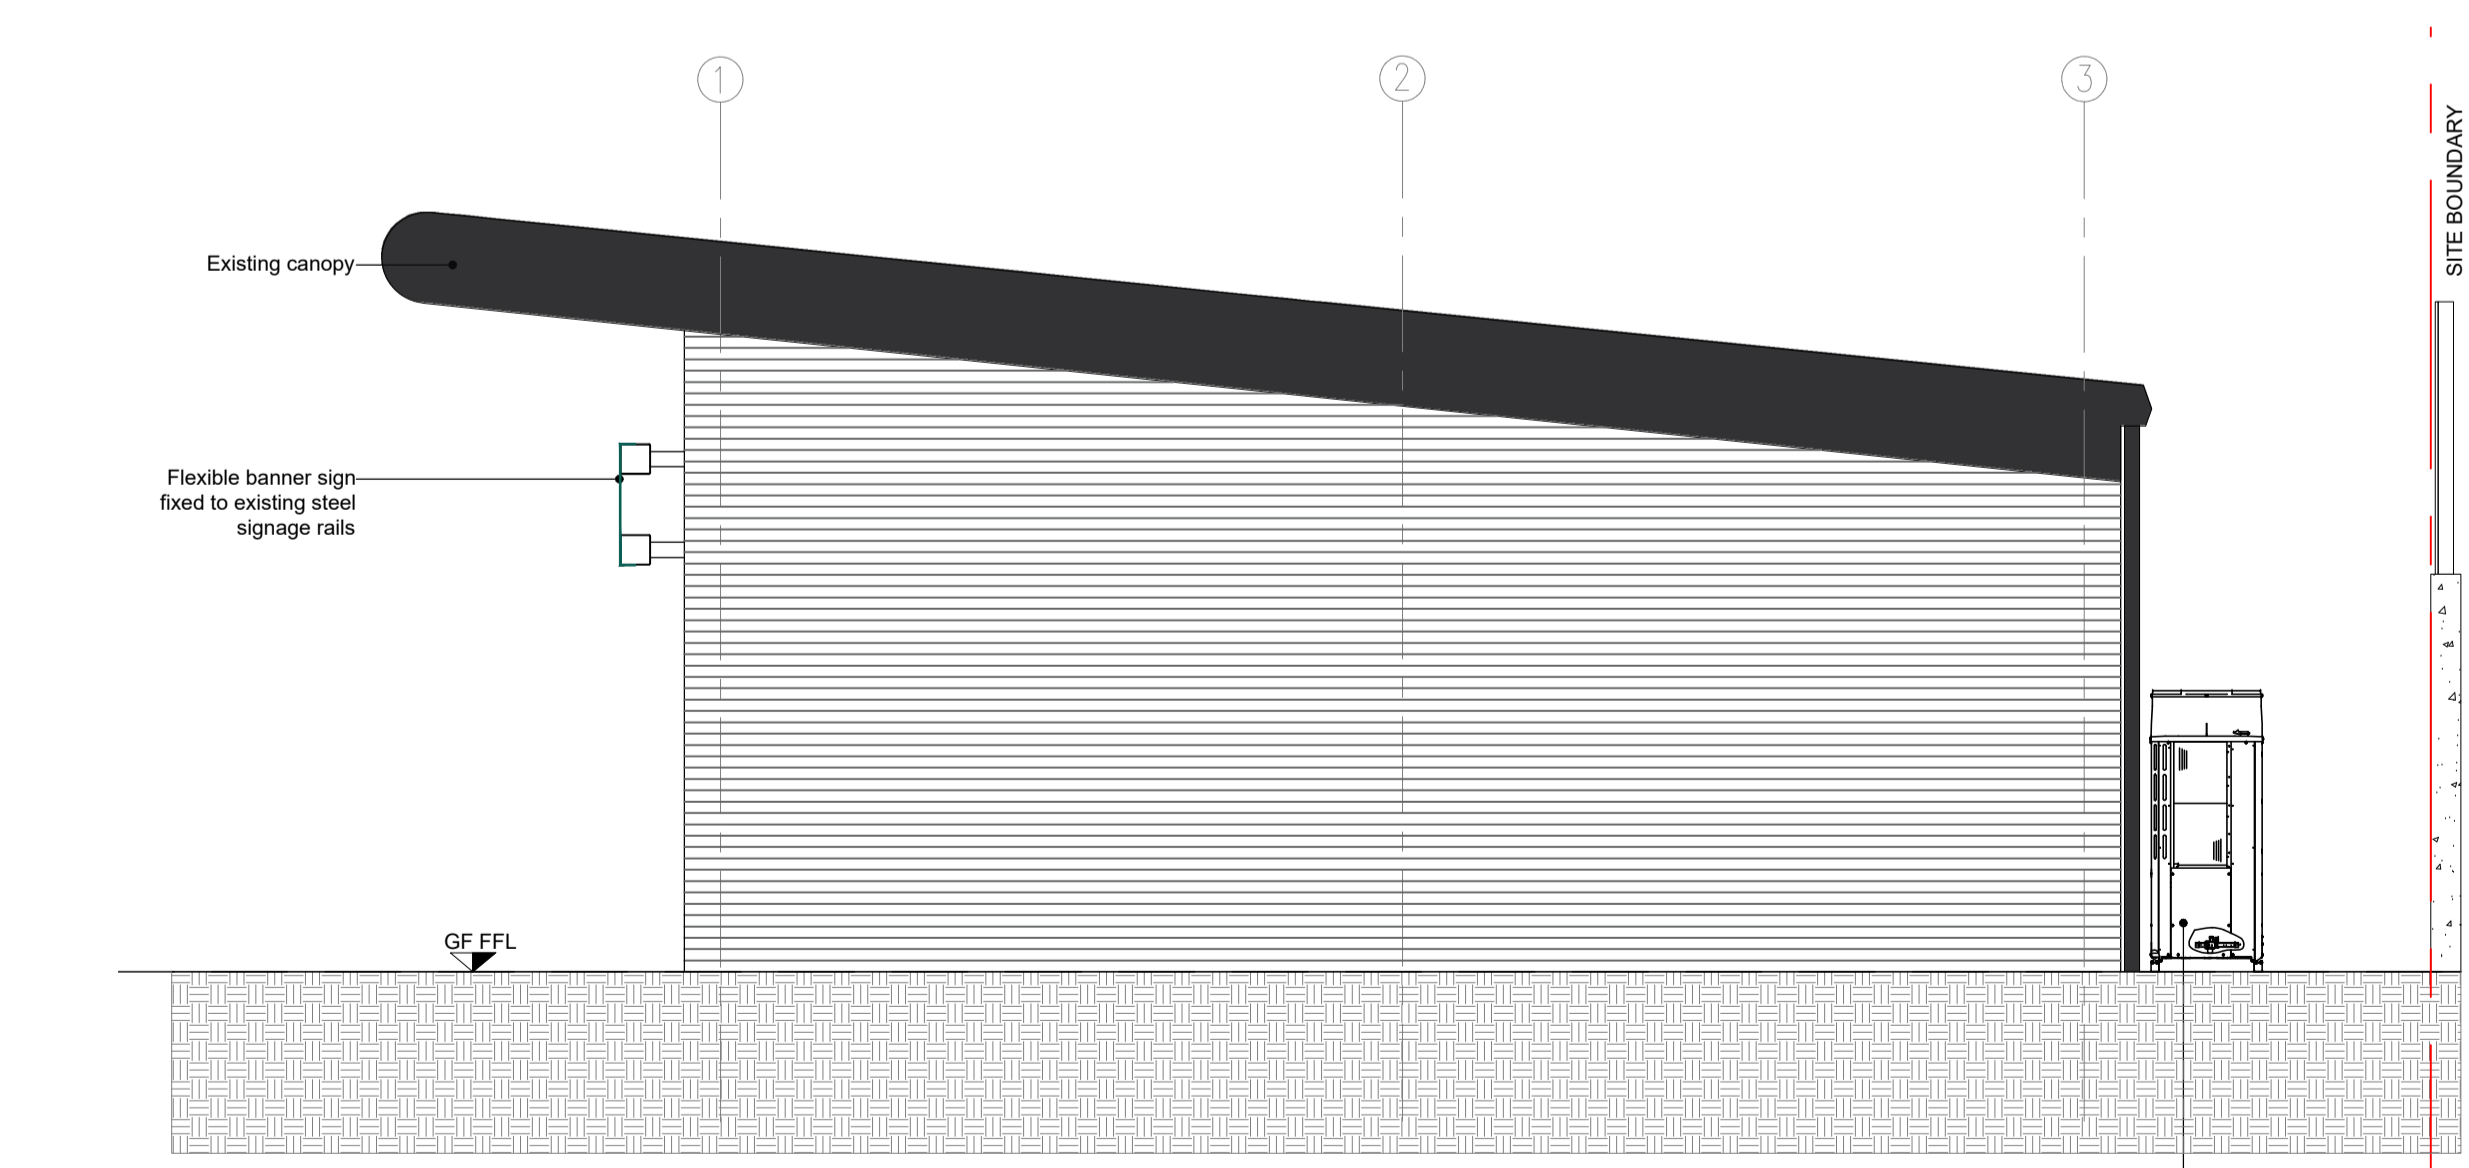 1
2
3
SITE BOUNDARY
Existing canopy
Flexible banner sign
fixed to existing steel
signage rails
GF FFL